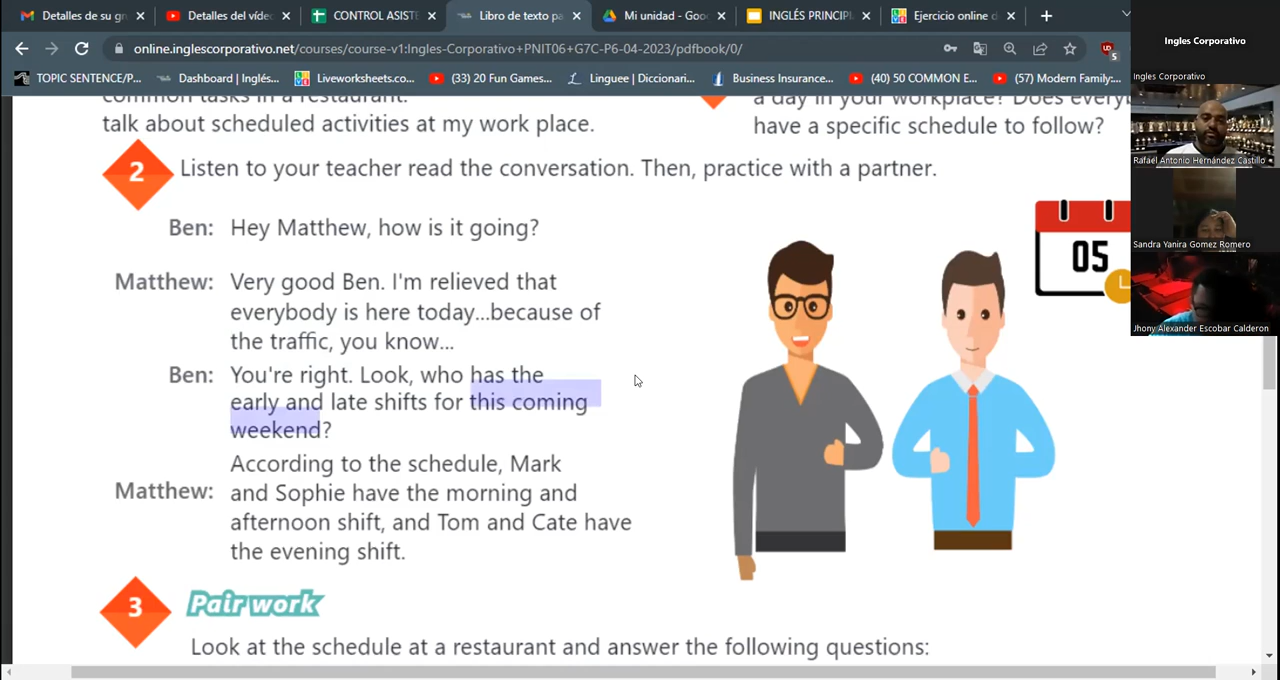 Detalles de su gr
Detalles del víde
CONTROL ASIST
Libro de texto pa
Mi unidad - Goo
INGLÉS PRINCIPI
Ejercicio online d
online.inglescorporativo.net/courses/course-v1:Ingles-Corporativo+PNIT06+G7C-P6-04-2023/pdfbook/0/
5
TOPIC SENTENCE/P...
Dashboard | Inglés...
Liveworksheets.co...
(33) 20 Fun Games...
Linguee | Diccionari...
Business Insurance...
(40) 50 COMMON E...
(57) Modern Family:...
Ingles Corporativo
Ingles Corporativo
Rafael Antonio Hernández Castillo
Sandra Yanira Gomez Romero
Jhony Alexander Escobar Calderon
common tasks in a restaurant.
talk about scheduled activities at my work place.
a day in your workplace? Does everyb
have a specific schedule to follow?
2
Listen to your teacher read the conversation. Then, practice with a partner.
Ben: Hey Matthew, how is it going?
Matthew: Very good Ben. I'm relieved that
everybody is here today...because of
the traffic, you know...
Ben: You're right. Look, who has the
early and late shifts for this coming
weekend?
According to the schedule, Mark
Matthew: and Sophie have the morning and
afternoon shift, and Tom and Cate have
the evening shift.
05
3
Pair work
Look at the schedule at a restaurant and answer the following questions: